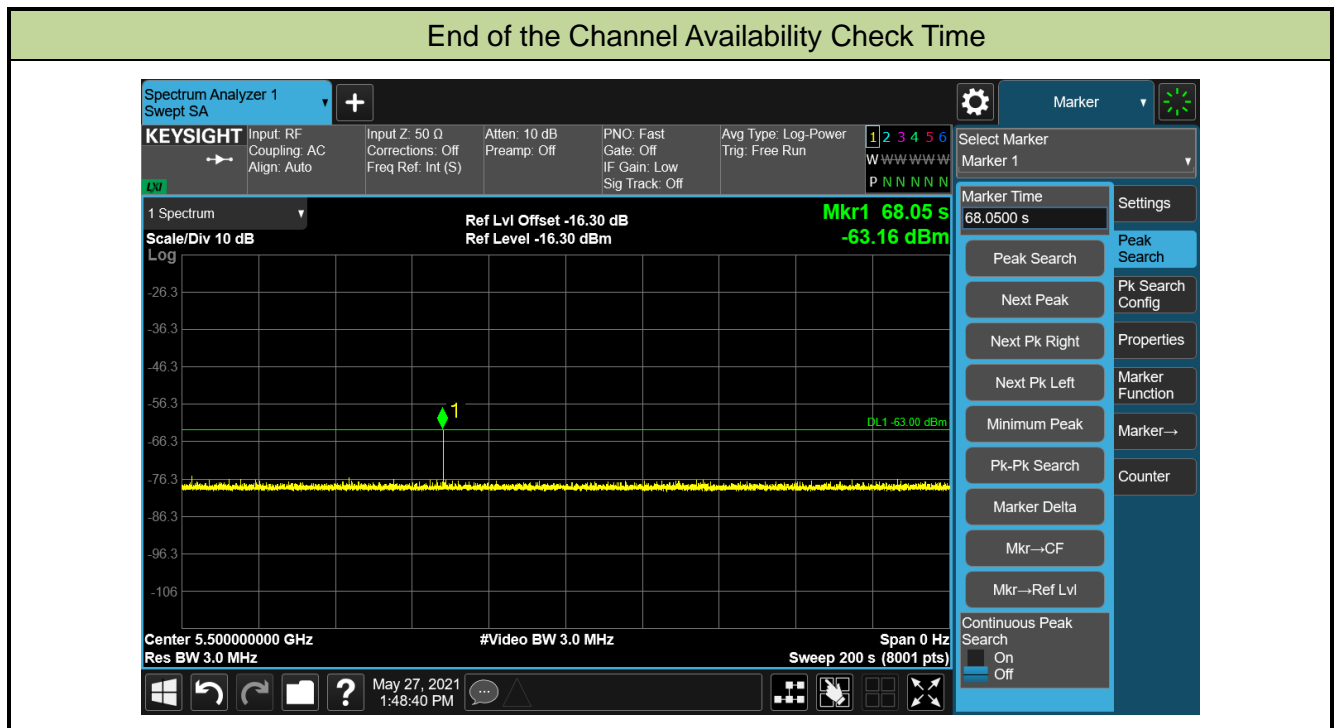 End of the Channel Availability Check Time
Spectrum Analyzer 1
Swept SA
Marker
KEYSIGHT
LXI
Input: RF
Coupling: AC
Align: Auto
Input Z: 50 Ω
Corrections: Off
Freq Ref: Int (S)
Atten: 10 dB
Preamp: Off
PNO: Fast
Gate: Off
IF Gain: Low
Sig Track: Off
Avg Type: Log-Power
Trig: Free Run
1 2 3 4 5 6
W W W W W W
P N N N N N
Select Marker
Marker 1
1 Spectrum
Scale/Div 10 dB
Ref Lvl Offset -16.30 dB
Ref Level -16.30 dBm
Mkr1 68.05 s
-63.16 dBm
Log
-26.3
-36.3
-46.3
-56.3
-66.3
-76.3
-86.3
-96.3
-106
1
DL1 -63.00 dBm
Center 5.500000000 GHz
Res BW 3.0 MHz
#Video BW 3.0 MHz
Span 0 Hz
Sweep 200 s (8001 pts)
Marker Time
68.0500 s
Peak Search
Next Peak
Next Pk Right
Next Pk Left
Minimum Peak
Pk-Pk Search
Marker Delta
Mkr→CF
Mkr→Ref Lvl
Continuous Peak
Search
On
Off
Settings
Peak
Search
Pk Search
Config
Properties
Marker
Function
Marker→
Counter
May 27, 2021
1:48:40 PM